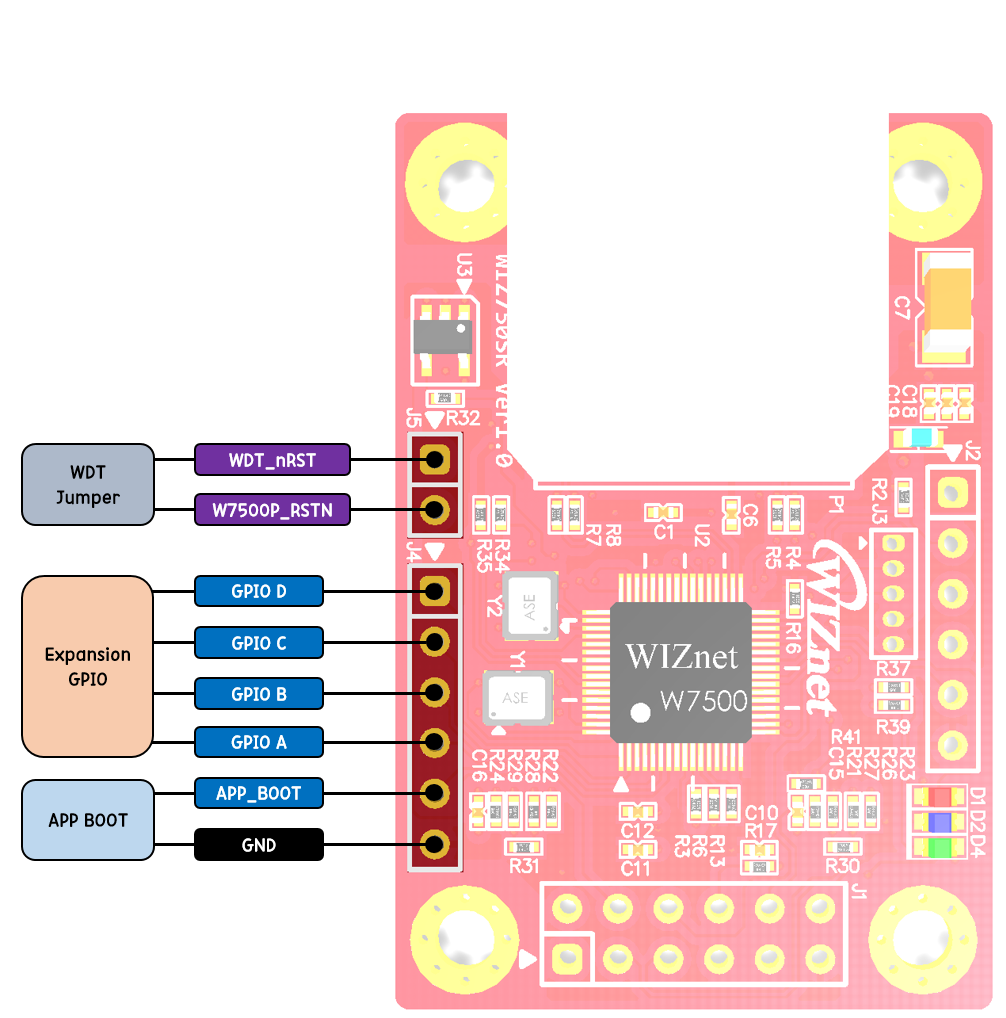 U3
WIZ750SR Ver1.0
C7
R32
C19
C18
J5
J2
WDT
Jumper
WDT_nRST
W7500P_RSTN
R2
J3
P1
R35
R34
R7
R8
C1
U2
C6
R5
R4
J4
Expansion
GPIO
GPIO D
GPIO C
GPIO B
GPIO A
Y2
ASE
Y1
ASE
WIZnet
W7500
R16
WIZnet
R37
R39
R41
C16
R24
R29
R28
R22
C15
R21
R27
R26
R23
APP BOOT
APP_BOOT
GND
C12
C11
R31
R3
R6
R13
C10
R17
R30
D1
D2
D4
J1